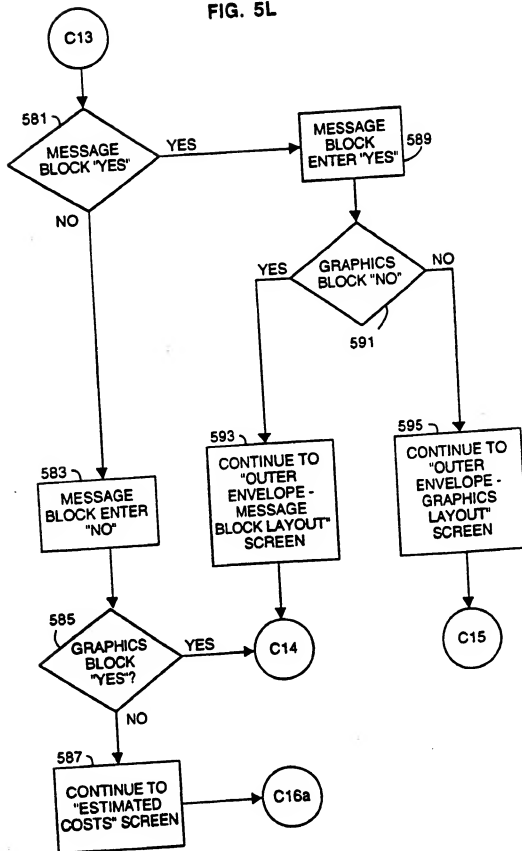 FIG. 5L
C13
581
MESSAGE
BLOCK "YES"
YES
NO
MESSAGE
BLOCK
ENTER "YES"
589
YES
GRAPHICS
BLOCK "NO"
NO
591
593
CONTINUE TO
"OUTER
ENVELOPE -
MESSAGE
BLOCK LAYOUT"
SCREEN
595
CONTINUE TO
"OUTER
ENVELOPE -
GRAPHICS
LAYOUT"
SCREEN
583
MESSAGE
BLOCK ENTER
"NO"
585
GRAPHICS
BLOCK
"YES"?
YES
C14
C15
NO
587
CONTINUE TO
"ESTIMATED
COSTS" SCREEN
C16a